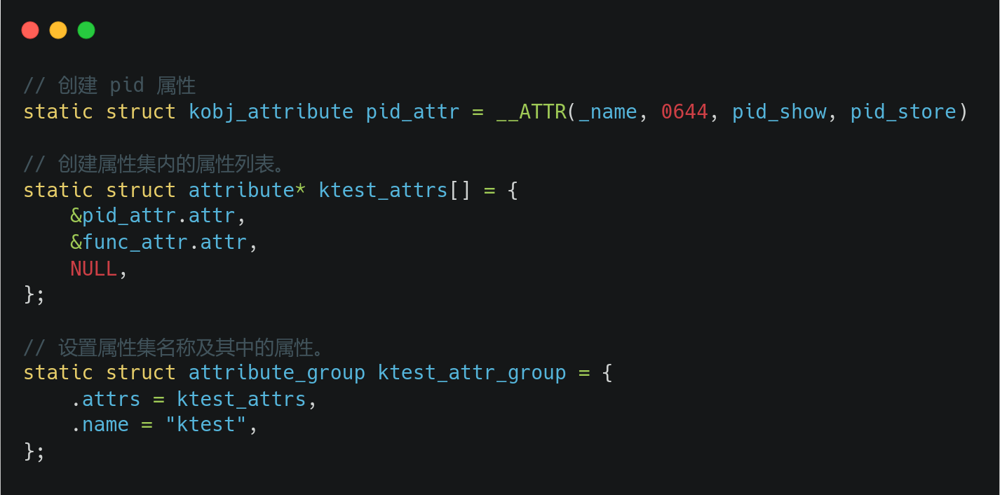 // 创建 pid 属性
static struct kobj_attribute pid_attr = __ATTR(_name, 0644, pid_show, pid_store)
// 创建属性集内的属性列表。
static struct attribute* ktest_attrs[] = {
    &pid_attr.attr,
    &func_attr.attr,
    NULL,
};
// 设置属性集名称及其中的属性。
static struct attribute_group ktest_attr_group = {
    .attrs = ktest_attrs,
    .name = "ktest",
};